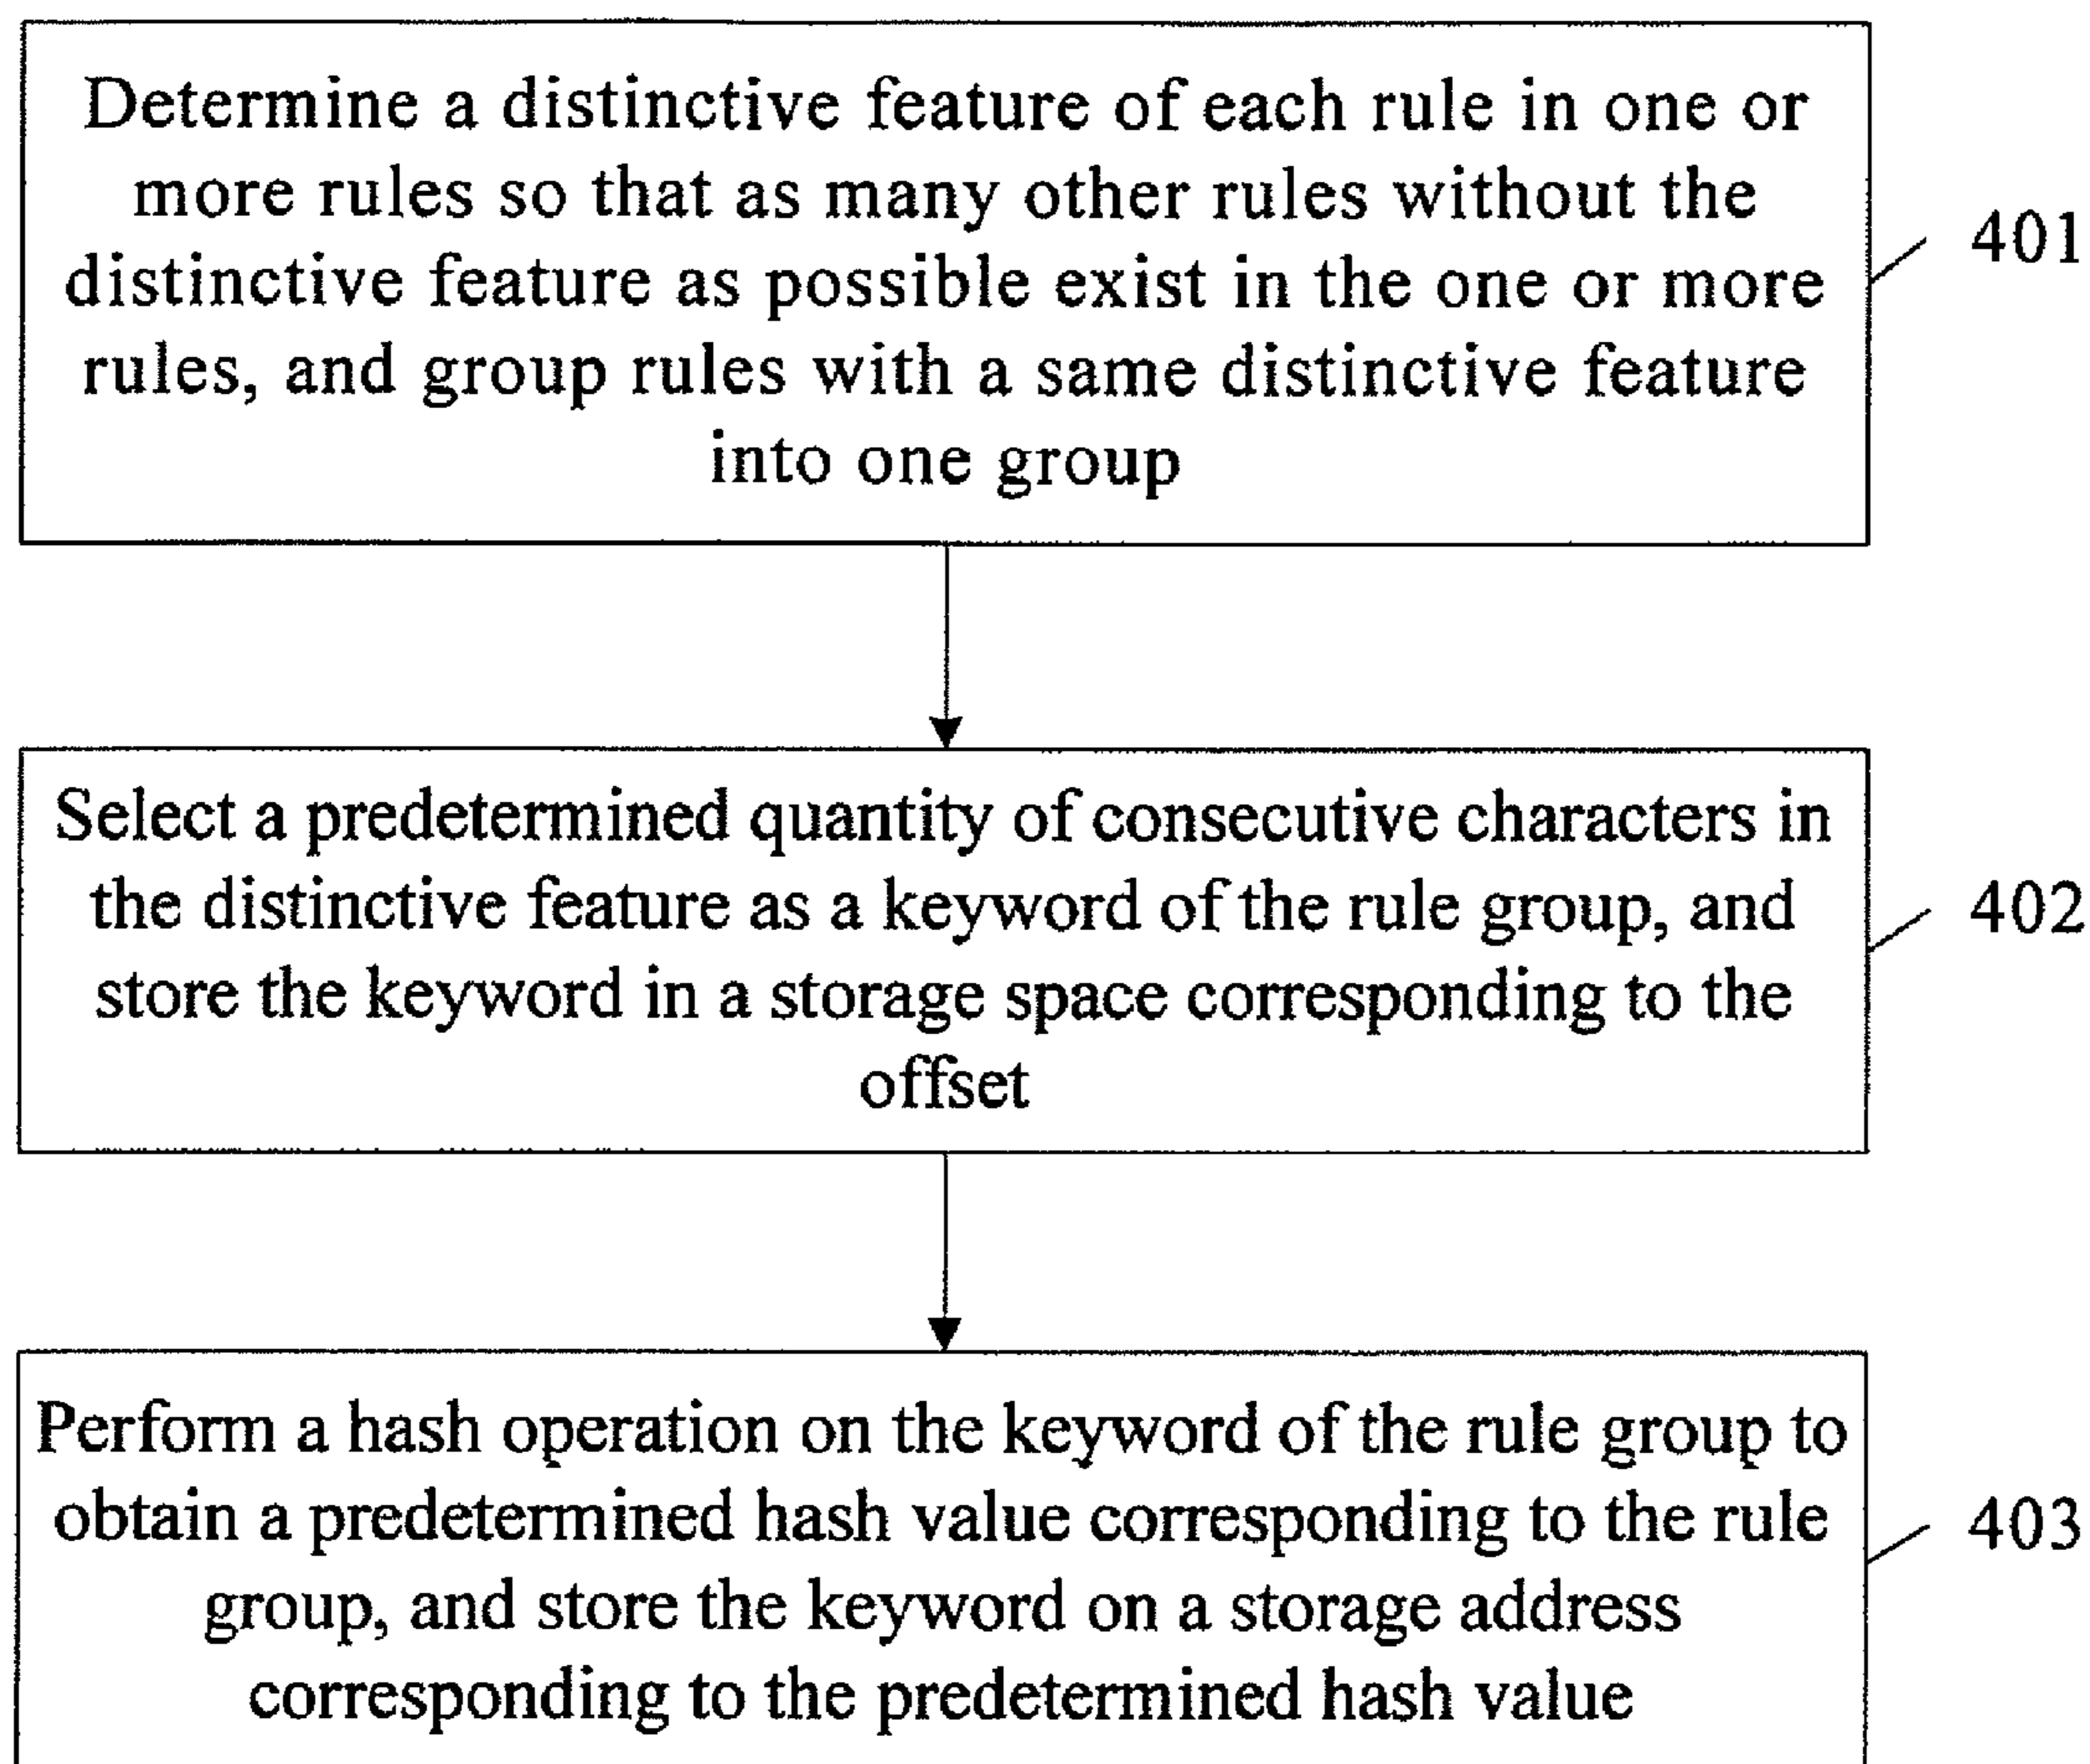 Determine a distinctive feature of each rule in one or
more rules so that as many other rules without the
distinctive feature as possible exist in the one or more
rules, and group rules with a same distinctive feature
into one group
401
Select a predetermined quantity of consecutive characters in
the distinctive feature as a keyword of the rule group, and
store the keyword in a storage space corresponding to the
offset
402
Perform a hash operation on the keyword of the rule group to
obtain a predetermined hash value corresponding to the rule
group, and store the keyword on a storage address
corresponding to the predetermined hash value
403